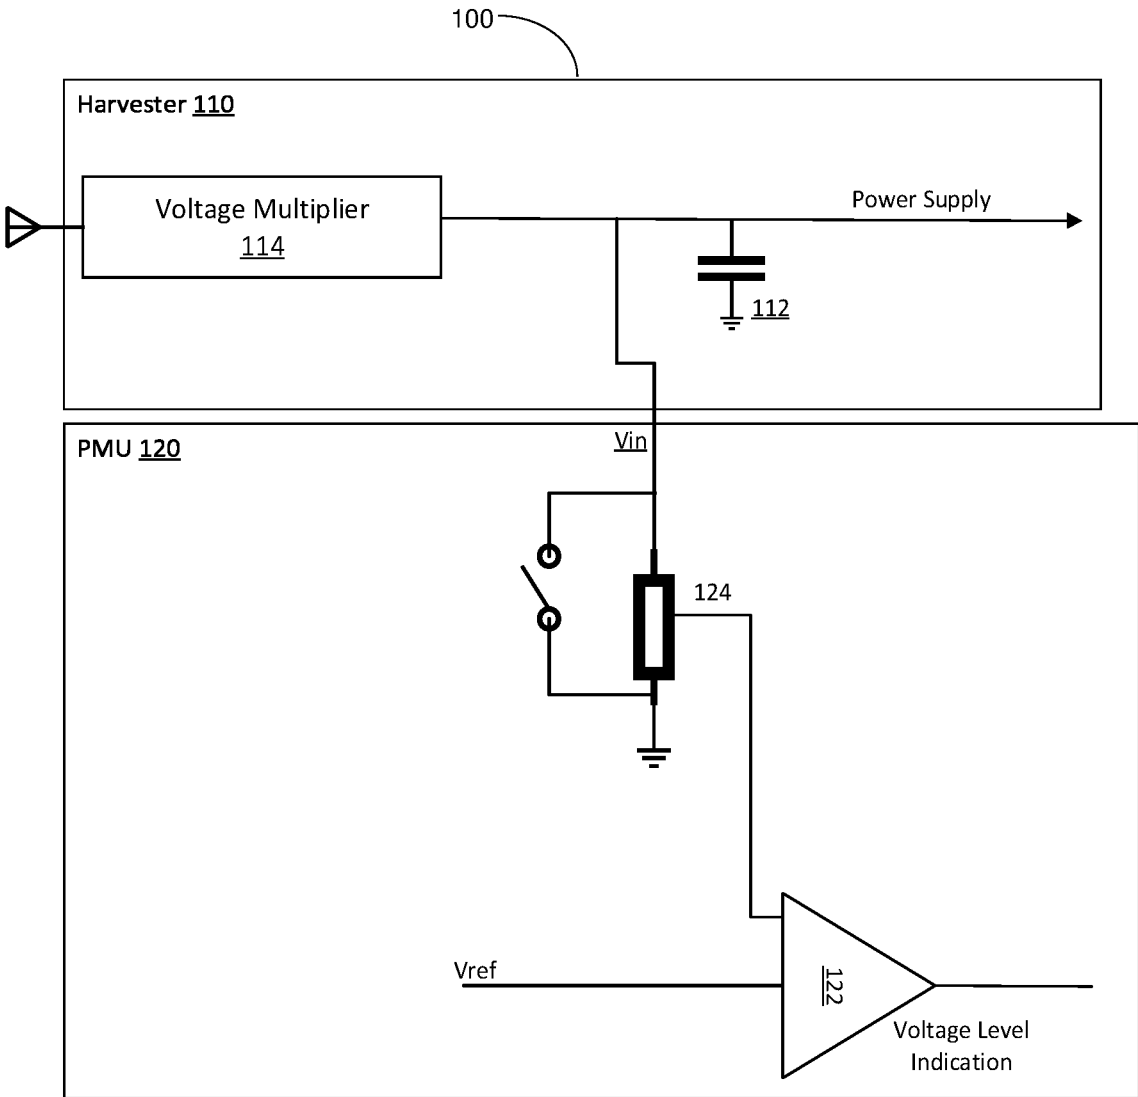 100
Harvester 110
Voltage Multiplier
114
Power Supply
112
PMU 120
Vin
124
Vref
122
Voltage Level
Indication